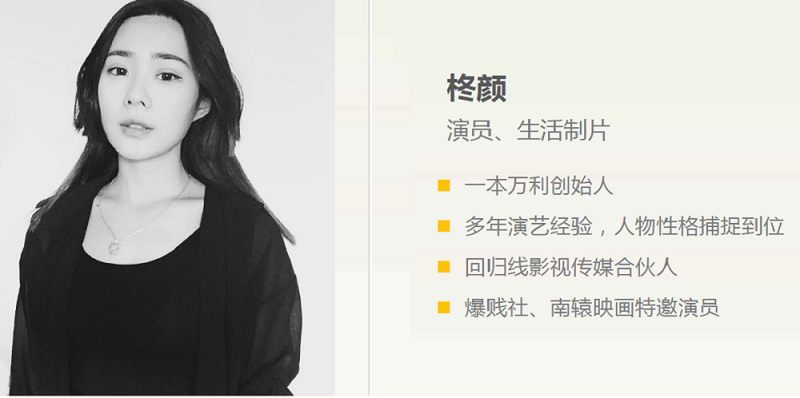 柊颜
演员、生活制片
一本万利创始人
多年演艺经验，人物性格捕捉到位
回归线影视传媒合伙人
爆贱社、南辕映画特邀演员